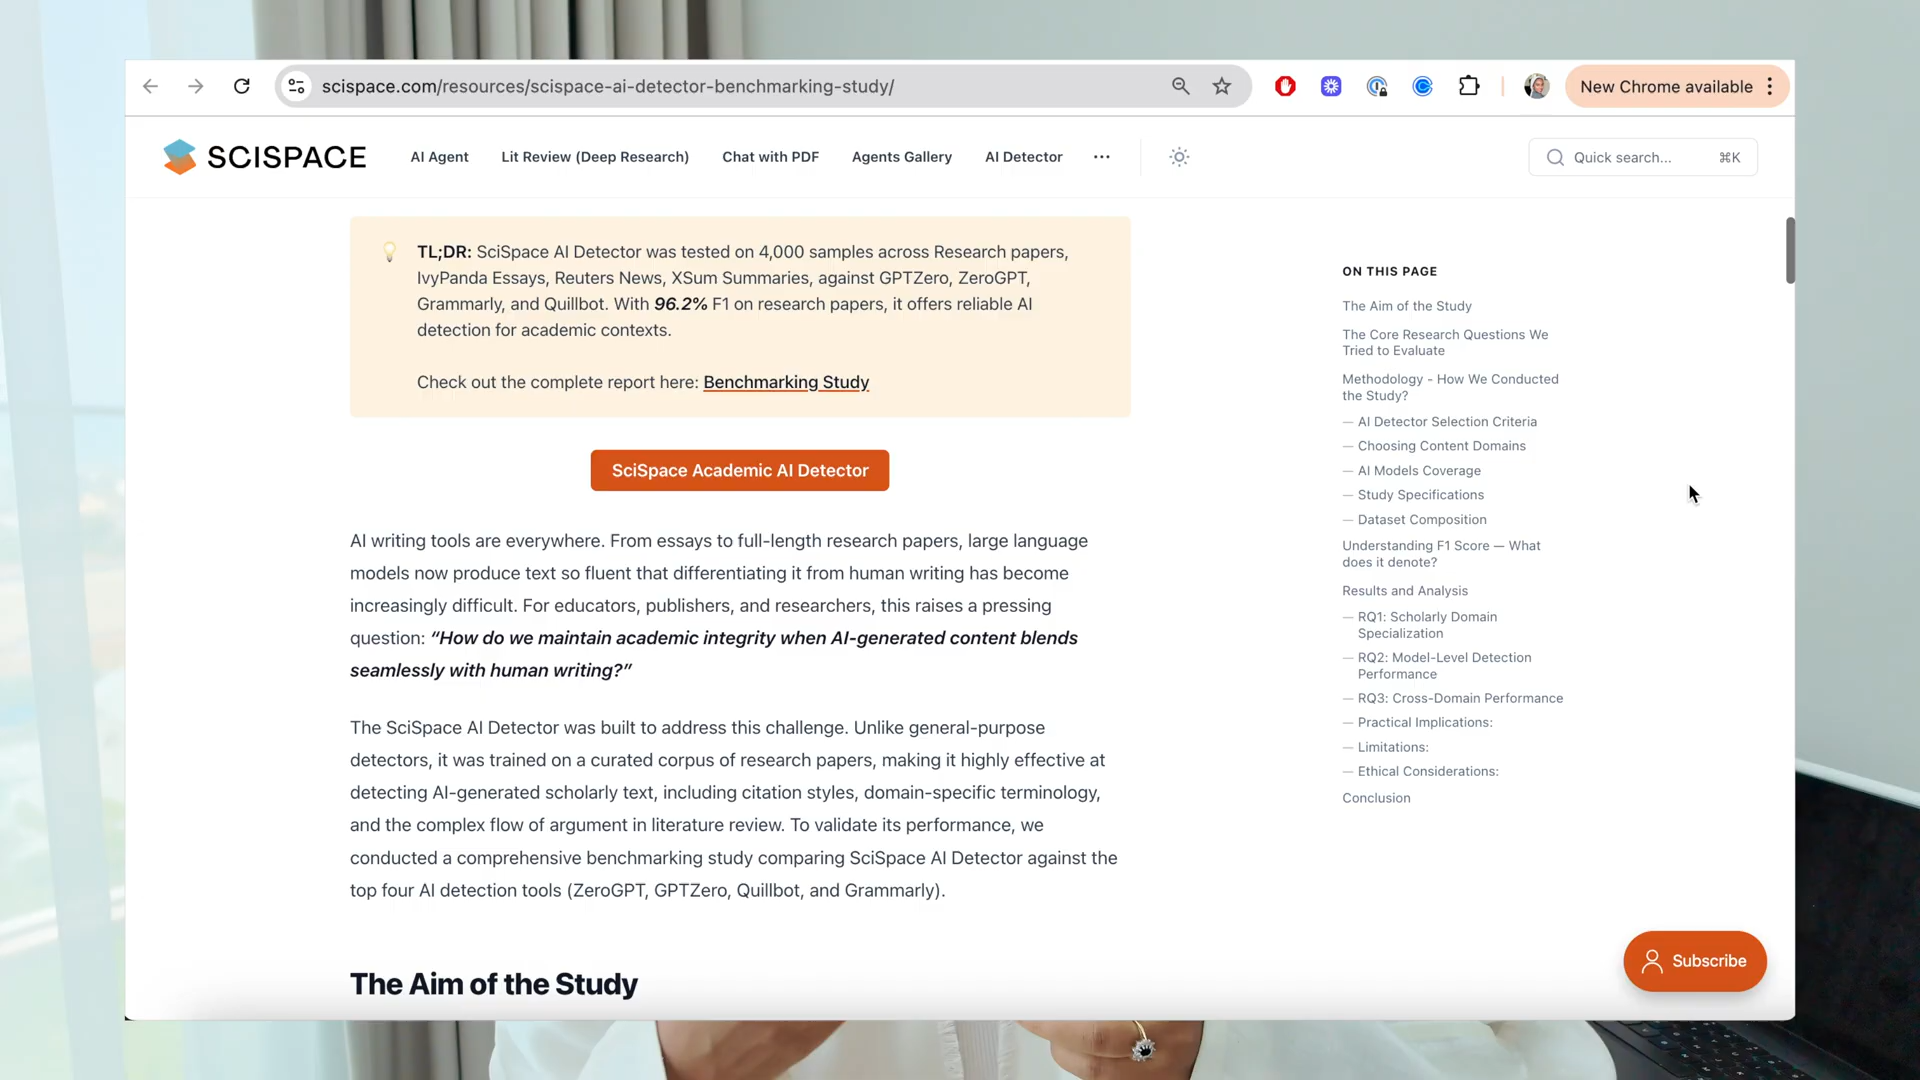 scispace.com/resources/scispace-ai-detector-benchmarking-study/
New Chrome available
SCISPACE
AI Agent
Lit Review (Deep Research)
Chat with PDF
Agents Gallery
AI Detector
Quick search...
⌘K
TL;DR: SciSpace AI Detector was tested on 4,000 samples across Research papers,
IvyPanda Essays, Reuters News, XSum Summaries, against GPTZero, ZeroGPT,
Grammarly, and Quillbot. With 96.2% F1 on research papers, it offers reliable AI
detection for academic contexts.
Check out the complete report here: Benchmarking Study
SciSpace Academic AI Detector
AI writing tools are everywhere. From essays to full-length research papers, large language
models now produce text so fluent that differentiating it from human writing has become
increasingly difficult. For educators, publishers, and researchers, this raises a pressing
question: “How do we maintain academic integrity when AI-generated content blends
seamlessly with human writing?”
The SciSpace AI Detector was built to address this challenge. Unlike general-purpose
detectors, it was trained on a curated corpus of research papers, making it highly effective at
detecting AI-generated scholarly text, including citation styles, domain-specific terminology,
and the complex flow of argument in literature review. To validate its performance, we
conducted a comprehensive benchmarking study comparing SciSpace AI Detector against the
top four AI detection tools (ZeroGPT, GPTZero, Quillbot, and Grammarly).
The Aim of the Study
ON THIS PAGE
The Aim of the Study
The Core Research Questions We
Tried to Evaluate
Methodology - How We Conducted
the Study?
— AI Detector Selection Criteria
— Choosing Content Domains
— AI Models Coverage
— Study Specifications
— Dataset Composition
Understanding F1 Score — What
does it denote?
Results and Analysis
— RQ1: Scholarly Domain
Specialization
— RQ2: Model-Level Detection
Performance
— RQ3: Cross-Domain Performance
— Practical Implications:
— Limitations:
— Ethical Considerations:
Conclusion
Subscribe